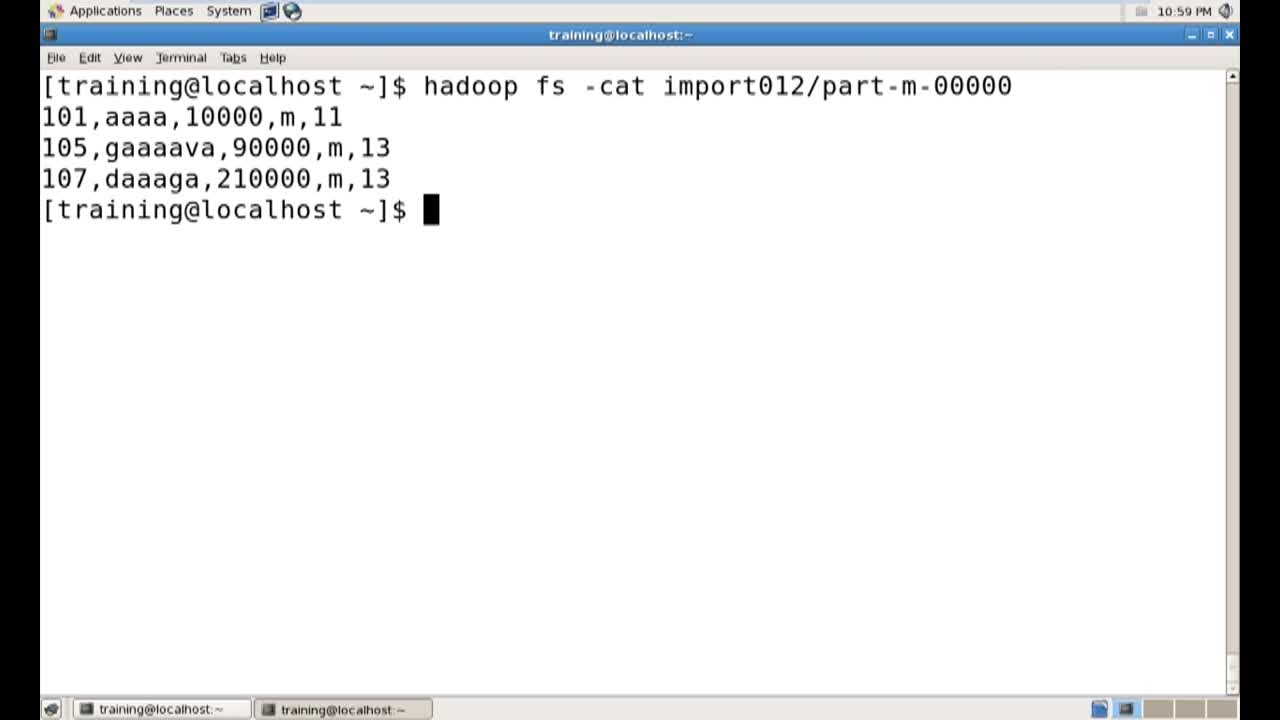 Applications Places System 10:59 PM
training@localhost:~
File Edit View Terminal Tabs Help
[training@localhost ~]$ hadoop fs -cat import012/part-m-00000
101,aaaa,10000,m,11
105,gaaaava,90000,m,13
107,daaaga,210000,m,13
[training@localhost ~]$
training@localhost:~ training@localhost:~